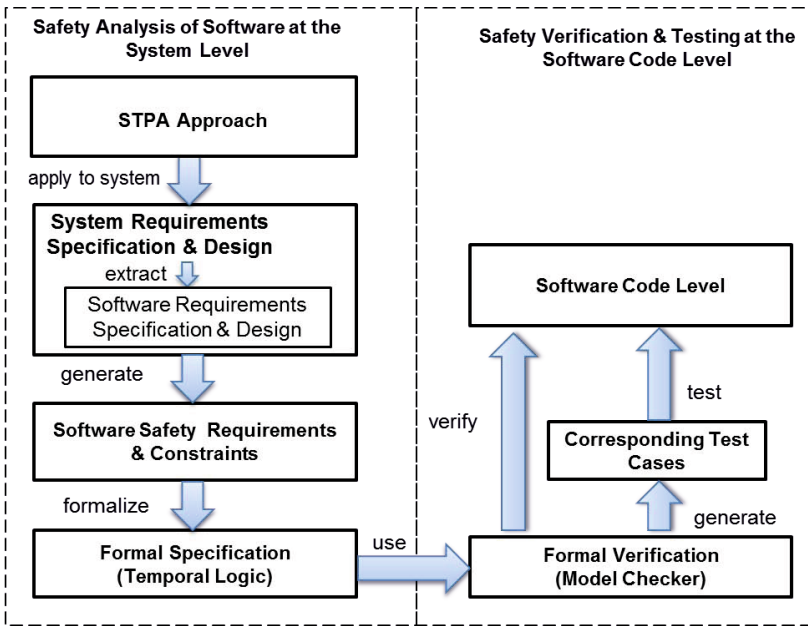 Safety Analysis of Software at the
System Level
STPA Approach
apply to system
System Requirements
Specification & Design
extract
Software Requirements
Specification & Design
generate
Software Safety Requirements
& Constraints
formalize
Formal Specification
(Temporal Logic)
use
Safety Verification & Testing at the
Software Code Level
Software Code Level
verify
test
Corresponding Test
Cases
generate
Formal Verification
(Model Checker)